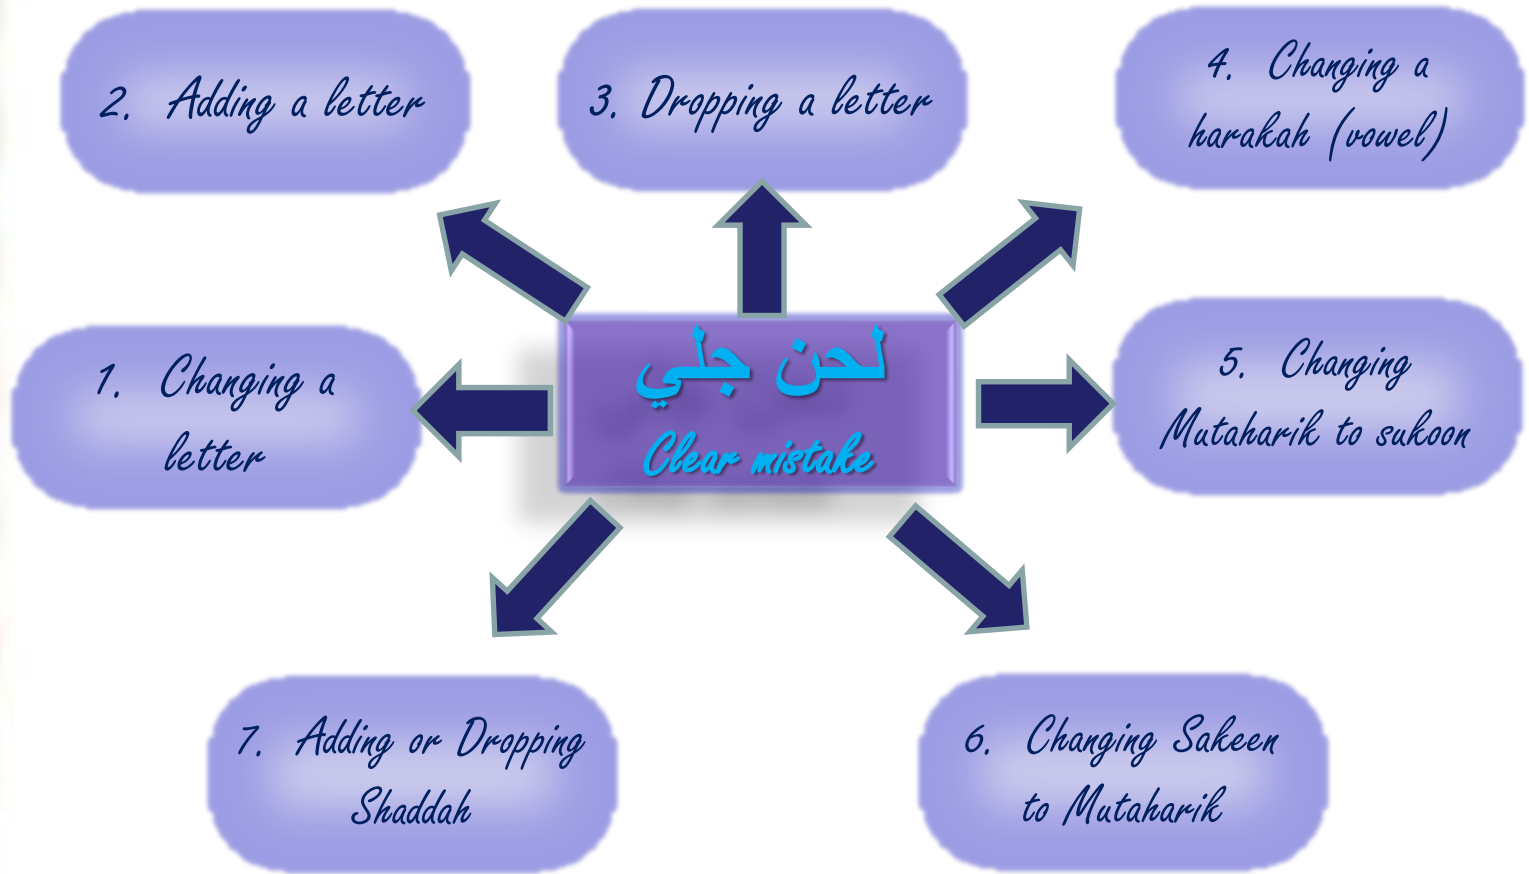 2. Adding a letter
3. Dropping a letter
4. Changing a
harakah (vowel)
1. Changing a
letter
لحن جلي
Clear mistake
5. Changing
Mutaharik to sukoon
7. Adding or Dropping
Shaddah
6. Changing Sakeen
to Mutaharik